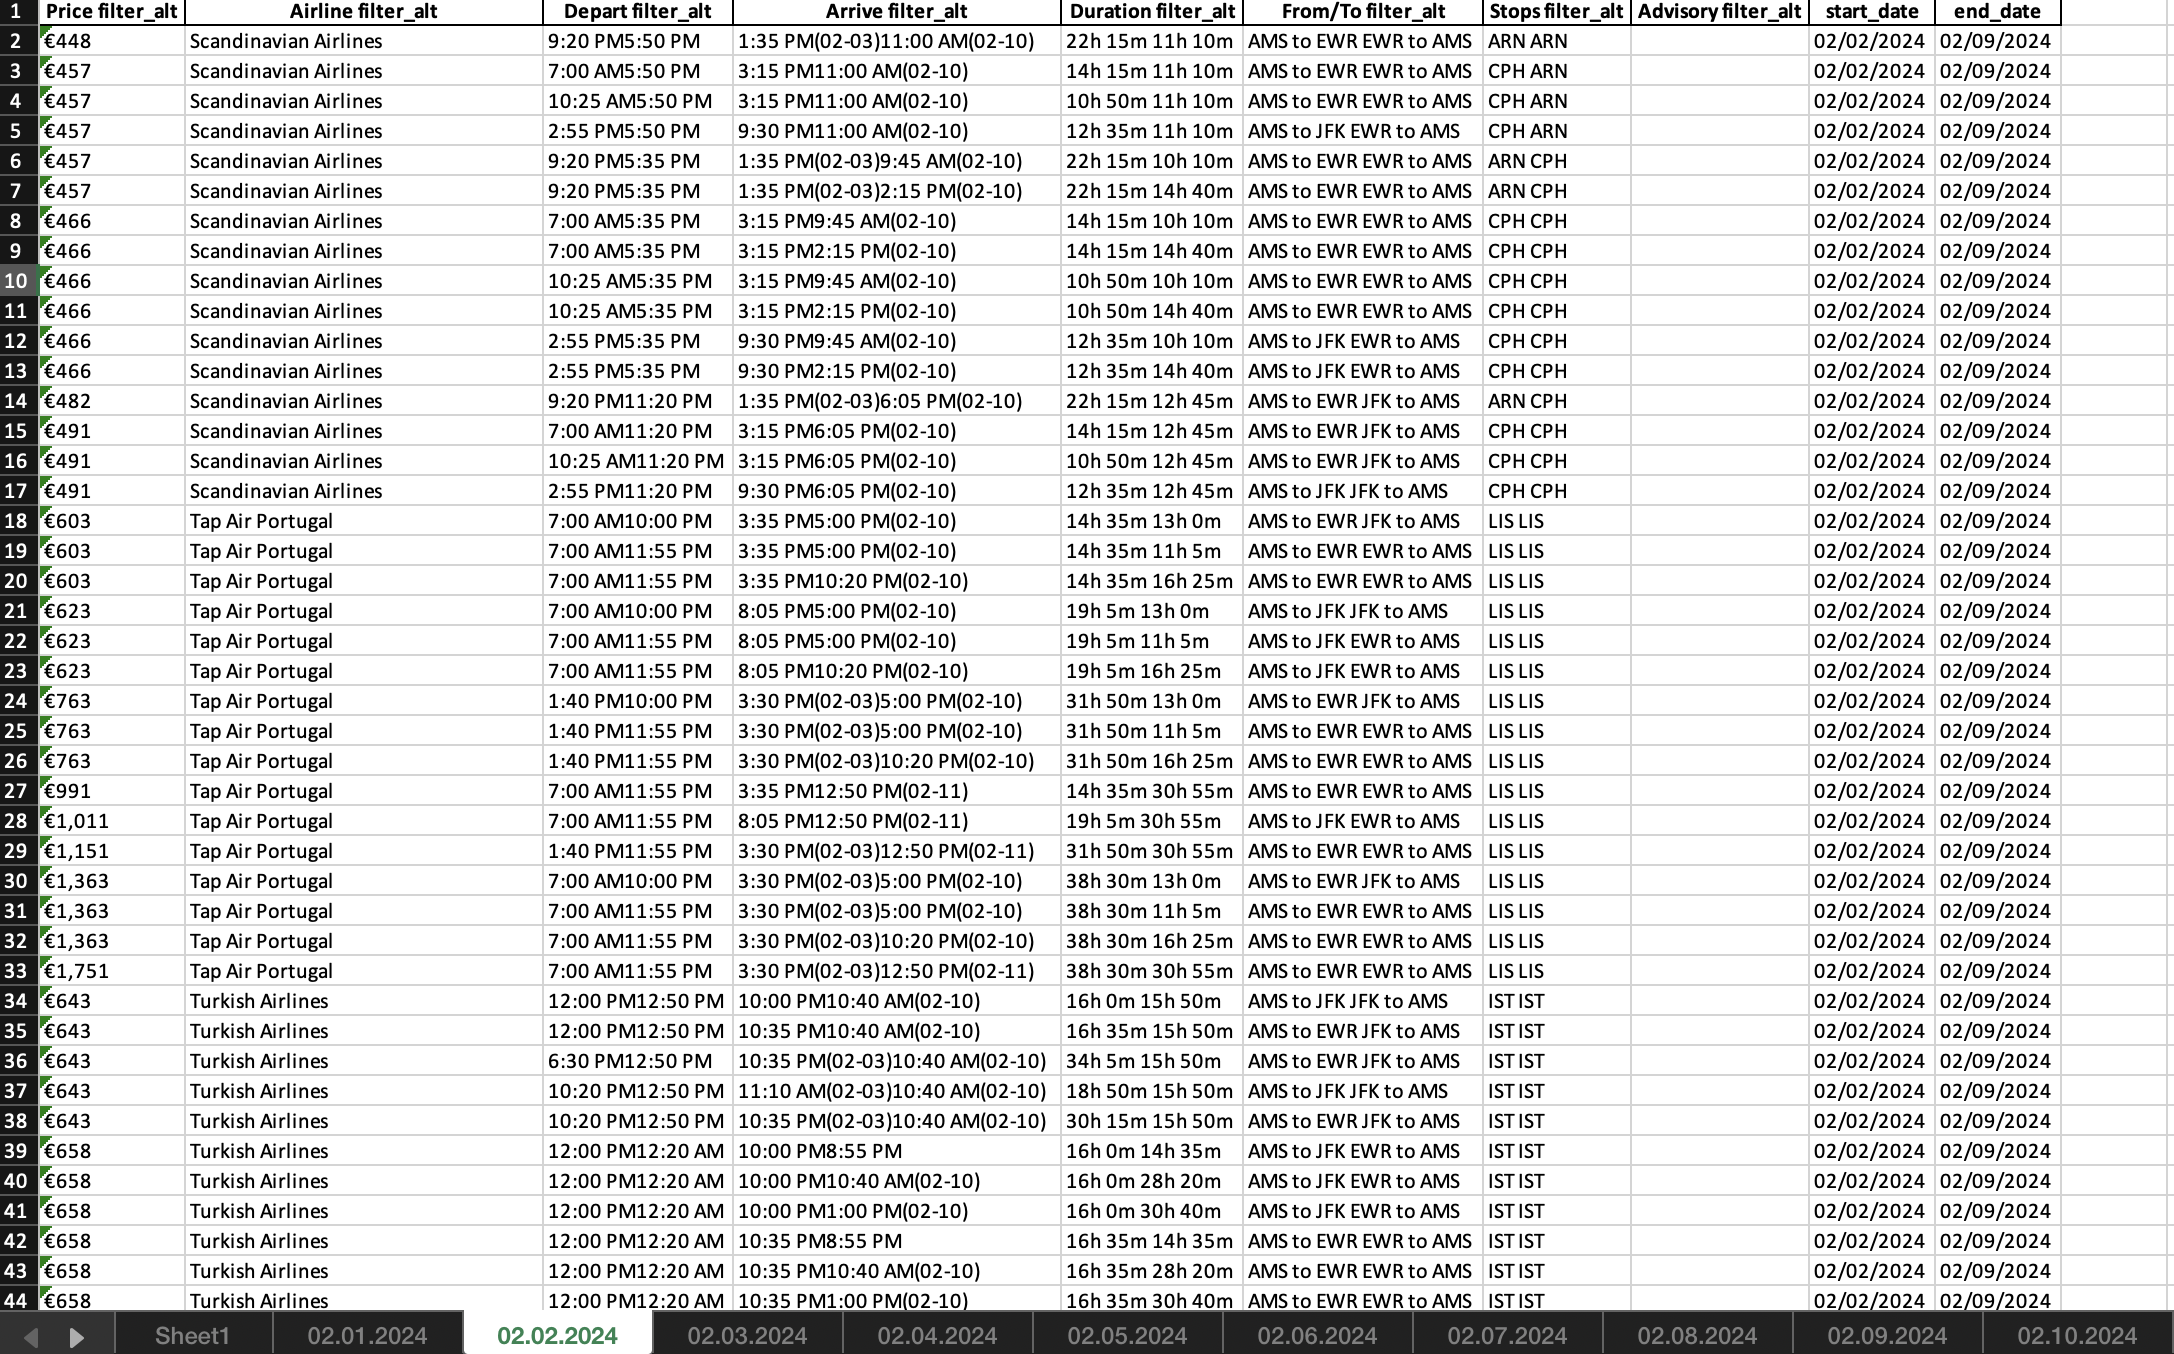 1 Price filter_alt Airline filter_alt Depart filter_alt Arrive filter_alt Duration filter_alt From/To filter_alt Stops filter_alt Advisory filter_alt start_date end_date
2 €448 Scandinavian Airlines 9:20 PM5:50 PM 1:35 PM(02-03)11:00 AM(02-10) 22h 15m 11h 10m AMS to EWR EWR to AMS ARN ARN 02/02/2024 02/09/2024
3 €457 Scandinavian Airlines 7:00 AM5:50 PM 3:15 PM11:00 AM(02-10) 14h 15m 11h 10m AMS to EWR EWR to AMS CPH ARN 02/02/2024 02/09/2024
4 €457 Scandinavian Airlines 10:25 AM5:50 PM 3:15 PM11:00 AM(02-10) 10h 50m 11h 10m AMS to EWR EWR to AMS CPH ARN 02/02/2024 02/09/2024
5 €457 Scandinavian Airlines 2:55 PM5:50 PM 9:30 PM11:00 AM(02-10) 12h 35m 11h 10m AMS to JFK EWR to AMS CPH ARN 02/02/2024 02/09/2024
6 €457 Scandinavian Airlines 9:20 PM5:35 PM 1:35 PM(02-03)9:45 AM(02-10) 22h 15m 10h 10m AMS to EWR EWR to AMS ARN CPH 02/02/2024 02/09/2024
7 €457 Scandinavian Airlines 9:20 PM5:35 PM 1:35 PM(02-03)2:15 PM(02-10) 22h 15m 14h 40m AMS to EWR EWR to AMS ARN CPH 02/02/2024 02/09/2024
8 €466 Scandinavian Airlines 7:00 AM5:35 PM 3:15 PM9:45 AM(02-10) 14h 15m 10h 10m AMS to EWR EWR to AMS CPH CPH 02/02/2024 02/09/2024
9 €466 Scandinavian Airlines 7:00 AM5:35 PM 3:15 PM2:15 PM(02-10) 14h 15m 14h 40m AMS to EWR EWR to AMS CPH CPH 02/02/2024 02/09/2024
10 €466 Scandinavian Airlines 10:25 AM5:35 PM 3:15 PM9:45 AM(02-10) 10h 50m 10h 10m AMS to EWR EWR to AMS CPH CPH 02/02/2024 02/09/2024
11 €466 Scandinavian Airlines 10:25 AM5:35 PM 3:15 PM2:15 PM(02-10) 10h 50m 14h 40m AMS to EWR EWR to AMS CPH CPH 02/02/2024 02/09/2024
12 €466 Scandinavian Airlines 2:55 PM5:35 PM 9:30 PM9:45 AM(02-10) 12h 35m 10h 10m AMS to JFK EWR to AMS CPH CPH 02/02/2024 02/09/2024
13 €466 Scandinavian Airlines 2:55 PM5:35 PM 9:30 PM2:15 PM(02-10) 12h 35m 14h 40m AMS to JFK EWR to AMS CPH CPH 02/02/2024 02/09/2024
14 €482 Scandinavian Airlines 9:20 PM11:20 PM 1:35 PM(02-03)6:05 PM(02-10) 22h 15m 12h 45m AMS to EWR JFK to AMS ARN CPH 02/02/2024 02/09/2024
15 €491 Scandinavian Airlines 7:00 AM11:20 PM 3:15 PM6:05 PM(02-10) 14h 15m 12h 45m AMS to EWR JFK to AMS CPH CPH 02/02/2024 02/09/2024
16 €491 Scandinavian Airlines 10:25 AM11:20 PM 3:15 PM6:05 PM(02-10) 10h 50m 12h 45m AMS to EWR JFK to AMS CPH CPH 02/02/2024 02/09/2024
17 €491 Scandinavian Airlines 2:55 PM11:20 PM 9:30 PM6:05 PM(02-10) 12h 35m 12h 45m AMS to JFK JFK to AMS CPH CPH 02/02/2024 02/09/2024
18 €603 Tap Air Portugal 7:00 AM10:00 PM 3:35 PM5:00 PM(02-10) 14h 35m 13h 0m AMS to EWR JFK to AMS LIS LIS 02/02/2024 02/09/2024
19 €603 Tap Air Portugal 7:00 AM11:55 PM 3:35 PM5:00 PM(02-10) 14h 35m 11h 5m AMS to EWR EWR to AMS LIS LIS 02/02/2024 02/09/2024
20 €603 Tap Air Portugal 7:00 AM11:55 PM 3:35 PM10:20 PM(02-10) 14h 35m 16h 25m AMS to EWR EWR to AMS LIS LIS 02/02/2024 02/09/2024
21 €623 Tap Air Portugal 7:00 AM10:00 PM 8:05 PM5:00 PM(02-10) 19h 5m 13h 0m AMS to JFK JFK to AMS LIS LIS 02/02/2024 02/09/2024
22 €623 Tap Air Portugal 7:00 AM11:55 PM 8:05 PM5:00 PM(02-10) 19h 5m 11h 5m AMS to JFK EWR to AMS LIS LIS 02/02/2024 02/09/2024
23 €623 Tap Air Portugal 7:00 AM11:55 PM 8:05 PM10:20 PM(02-10) 19h 5m 16h 25m AMS to JFK EWR to AMS LIS LIS 02/02/2024 02/09/2024
24 €763 Tap Air Portugal 1:40 PM10:00 PM 3:30 PM(02-03)5:00 PM(02-10) 31h 50m 13h 0m AMS to EWR JFK to AMS LIS LIS 02/02/2024 02/09/2024
25 €763 Tap Air Portugal 1:40 PM11:55 PM 3:30 PM(02-03)5:00 PM(02-10) 31h 50m 11h 5m AMS to EWR EWR to AMS LIS LIS 02/02/2024 02/09/2024
26 €763 Tap Air Portugal 1:40 PM11:55 PM 3:30 PM(02-03)10:20 PM(02-10) 31h 50m 16h 25m AMS to EWR EWR to AMS LIS LIS 02/02/2024 02/09/2024
27 €991 Tap Air Portugal 7:00 AM11:55 PM 3:35 PM12:50 PM(02-11) 14h 35m 30h 55m AMS to EWR EWR to AMS LIS LIS 02/02/2024 02/09/2024
28 €1,011 Tap Air Portugal 7:00 AM11:55 PM 8:05 PM12:50 PM(02-11) 19h 5m 30h 55m AMS to JFK EWR to AMS LIS LIS 02/02/2024 02/09/2024
29 €1,151 Tap Air Portugal 1:40 PM11:55 PM 3:30 PM(02-03)12:50 PM(02-11) 31h 50m 30h 55m AMS to EWR EWR to AMS LIS LIS 02/02/2024 02/09/2024
30 €1,363 Tap Air Portugal 7:00 AM10:00 PM 3:30 PM(02-03)5:00 PM(02-10) 38h 30m 13h 0m AMS to EWR JFK to AMS LIS LIS 02/02/2024 02/09/2024
31 €1,363 Tap Air Portugal 7:00 AM11:55 PM 3:30 PM(02-03)5:00 PM(02-10) 38h 30m 11h 5m AMS to EWR EWR to AMS LIS LIS 02/02/2024 02/09/2024
32 €1,363 Tap Air Portugal 7:00 AM11:55 PM 3:30 PM(02-03)10:20 PM(02-10) 38h 30m 16h 25m AMS to EWR EWR to AMS LIS LIS 02/02/2024 02/09/2024
33 €1,751 Tap Air Portugal 7:00 AM11:55 PM 3:30 PM(02-03)12:50 PM(02-11) 38h 30m 30h 55m AMS to EWR EWR to AMS LIS LIS 02/02/2024 02/09/2024
34 €643 Turkish Airlines 12:00 PM12:50 PM 10:00 PM10:40 AM(02-10) 16h 0m 15h 50m AMS to JFK JFK to AMS IST IST 02/02/2024 02/09/2024
35 €643 Turkish Airlines 12:00 PM12:50 PM 10:35 PM10:40 AM(02-10) 16h 35m 15h 50m AMS to EWR JFK to AMS IST IST 02/02/2024 02/09/2024
36 €643 Turkish Airlines 6:30 PM12:50 PM 10:35 PM(02-03)10:40 AM(02-10) 34h 5m 15h 50m AMS to EWR JFK to AMS IST IST 02/02/2024 02/09/2024
37 €643 Turkish Airlines 10:20 PM12:50 PM 11:10 AM(02-03)10:40 AM(02-10) 18h 50m 15h 50m AMS to JFK JFK to AMS IST IST 02/02/2024 02/09/2024
38 €643 Turkish Airlines 10:20 PM12:50 PM 10:35 PM(02-03)10:40 AM(02-10) 30h 15m 15h 50m AMS to EWR JFK to AMS IST IST 02/02/2024 02/09/2024
39 €658 Turkish Airlines 12:00 PM12:20 AM 10:00 PM8:55 PM 16h 0m 14h 35m AMS to JFK EWR to AMS IST IST 02/02/2024 02/09/2024
40 €658 Turkish Airlines 12:00 PM12:20 AM 10:00 PM10:40 AM(02-10) 16h 0m 28h 20m AMS to JFK EWR to AMS IST IST 02/02/2024 02/09/2024
41 €658 Turkish Airlines 12:00 PM12:20 AM 10:00 PM1:00 PM(02-10) 16h 0m 30h 40m AMS to JFK EWR to AMS IST IST 02/02/2024 02/09/2024
42 €658 Turkish Airlines 12:00 PM12:20 AM 10:35 PM8:55 PM 16h 35m 14h 35m AMS to EWR EWR to AMS IST IST 02/02/2024 02/09/2024
43 €658 Turkish Airlines 12:00 PM12:20 AM 10:35 PM10:40 AM(02-10) 16h 35m 28h 20m AMS to EWR EWR to AMS IST IST 02/02/2024 02/09/2024
44 €658 Turkish Airlines 12:00 PM12:20 AM 10:35 PM1:00 PM(02-10) 16h 35m 30h 40m AMS to EWR EWR to AMS IST IST 02/02/2024 02/09/2024
Sheet1 02.01.2024 02.02.2024 02.03.2024 02.04.2024 02.05.2024 02.06.2024 02.07.2024 02.08.2024 02.09.2024 02.10.2024